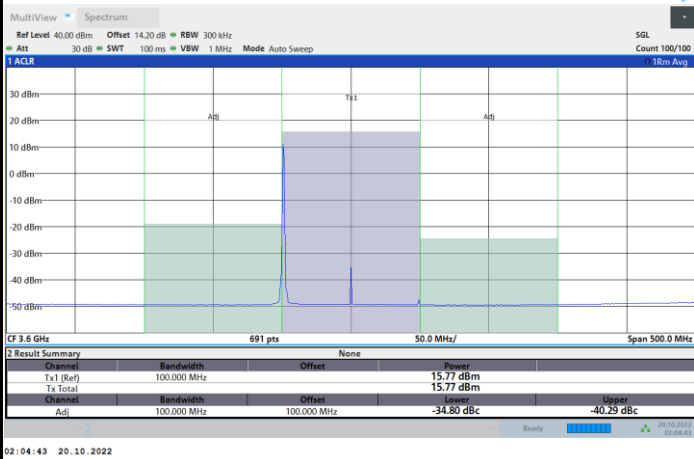 MultiView Spectrum
Ref Level 40.00 dBm Offset 14.20 dB RBW 300 kHz SGL
Att 30 dB SWT 100 ms VBW 1 MHz Mode Auto Sweep Count 100/100
1 ACLR 1Rm Avg
30 dBm
Tx1
20 dBm Adj Adj
10 dBm
0 dBm
-10 dBm
-20 dBm
-30 dBm
-40 dBm
-50 dBm
CF 3.6 GHz 691 pts 50.0 MHz/ Span 500.0 MHz
2 Result Summary None
Channel Bandwidth Offset Power
Tx1 (Ref) 100.000 MHz 15.77 dBm
Tx Total 15.77 dBm
Channel Bandwidth Offset Lower Upper
Adj 100.000 MHz 100.000 MHz -34.80 dBc -40.29 dBc
Ready 20.10.2022
02:04:43
02:04:43 20.10.2022